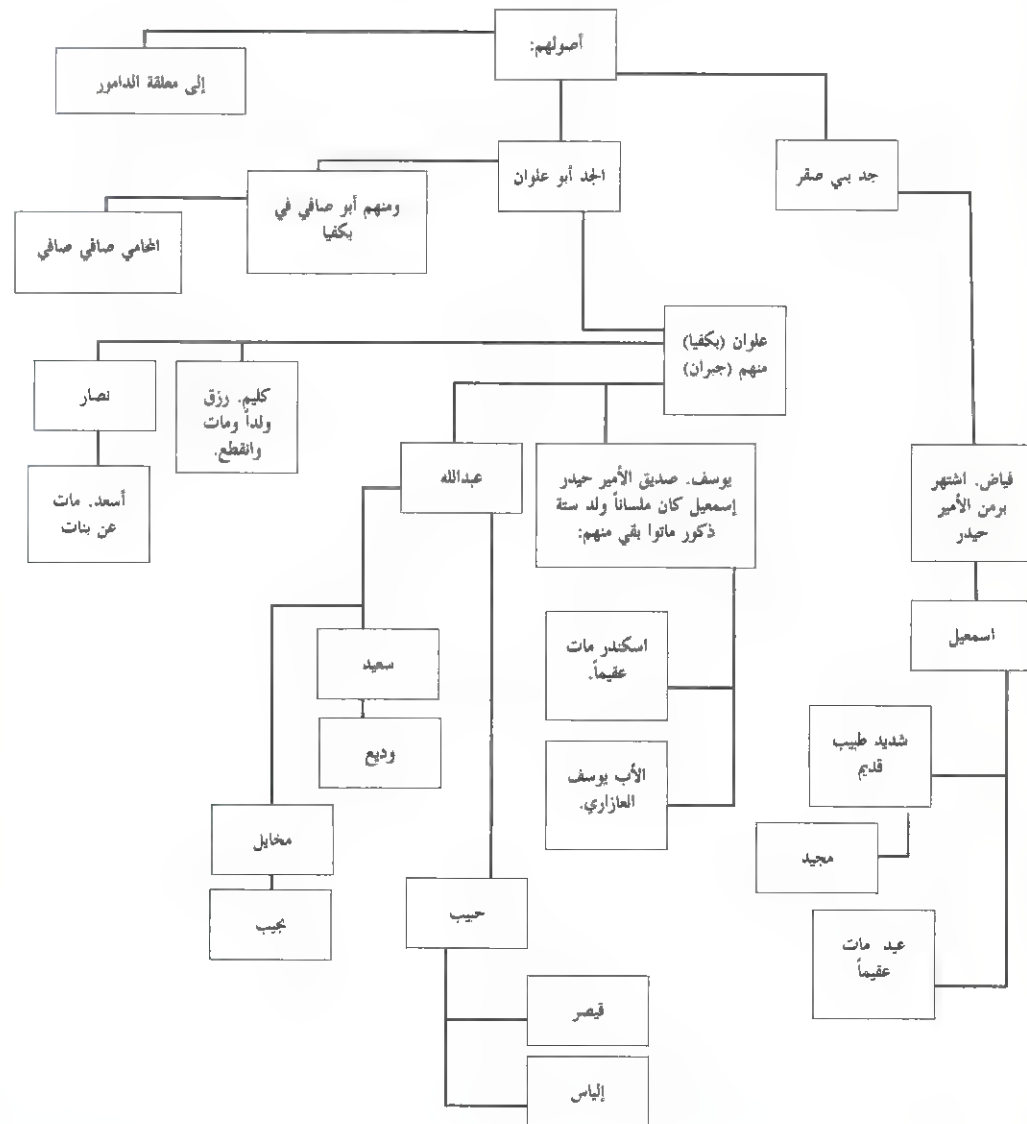 أصولهم:
إلى معلقة الدامور
الجد أبو علوان
جد بني صقر
ومنهم أبو صافي في
بكفيا
المحامي صافي صافي
علوان (بكفيا)
منهم (جبران)
نصار
كليم. رزق
ولداً ومات
وانقطع.
أسعد. مات
عن بنات
عبدالله
يوسف. صديق الأمير حيدر
إسمعيل كان ملساناً ولد ستة
ذكور ماتوا بقي منهم:
فياض. اشتهر
بزمن الأمير
حيدر
اسمعيل
اسكندر مات
عقيماً.
سعيد
وديع
شديد طبيب
قديم
الأب يوسف
العازاري.
مخايل
نجيب
مجيد
حبيب
عيد مات
عقيماً
قيصر
إلياس